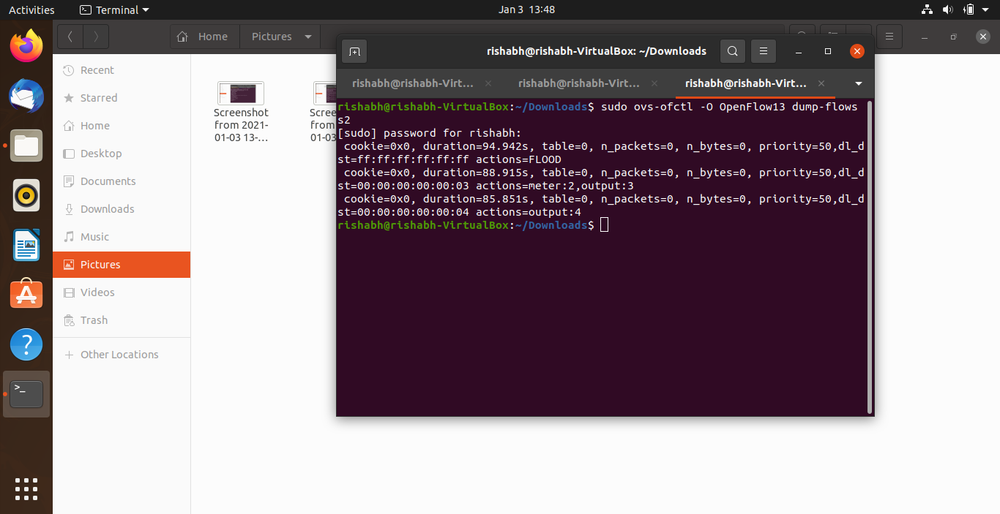 Activities
Terminal
Jan 3 13:48
Home
Pictures
rishabh@rishabh-VirtualBox: ~/Downloads
rishabh@rishabh-Virt...
rishabh@rishabh-Virt...
rishabh@rishabh-Virt...
Recent
Starred
Home
Desktop
Documents
Downloads
Music
Pictures
Videos
Trash
Other Locations
Screenshot
from 2021-
01-03 13-...
Scree
from
01-03
rishabh@rishabh-VirtualBox:~/Downloads$ sudo ovs-ofctl -O OpenFlow13 dump-flows
s2
[sudo] password for rishabh:
cookie=0x0, duration=94.942s, table=0, n_packets=0, n_bytes=0, priority=50,dl_d
st=ff:ff:ff:ff:ff:ff actions=FLOOD
cookie=0x0, duration=88.915s, table=0, n_packets=0, n_bytes=0, priority=50,dl_d
st=00:00:00:00:00:03 actions=meter:2,output:3
cookie=0x0, duration=85.851s, table=0, n_packets=0, n_bytes=0, priority=50,dl_d
st=00:00:00:00:00:04 actions=output:4
rishabh@rishabh-VirtualBox:~/Downloads$